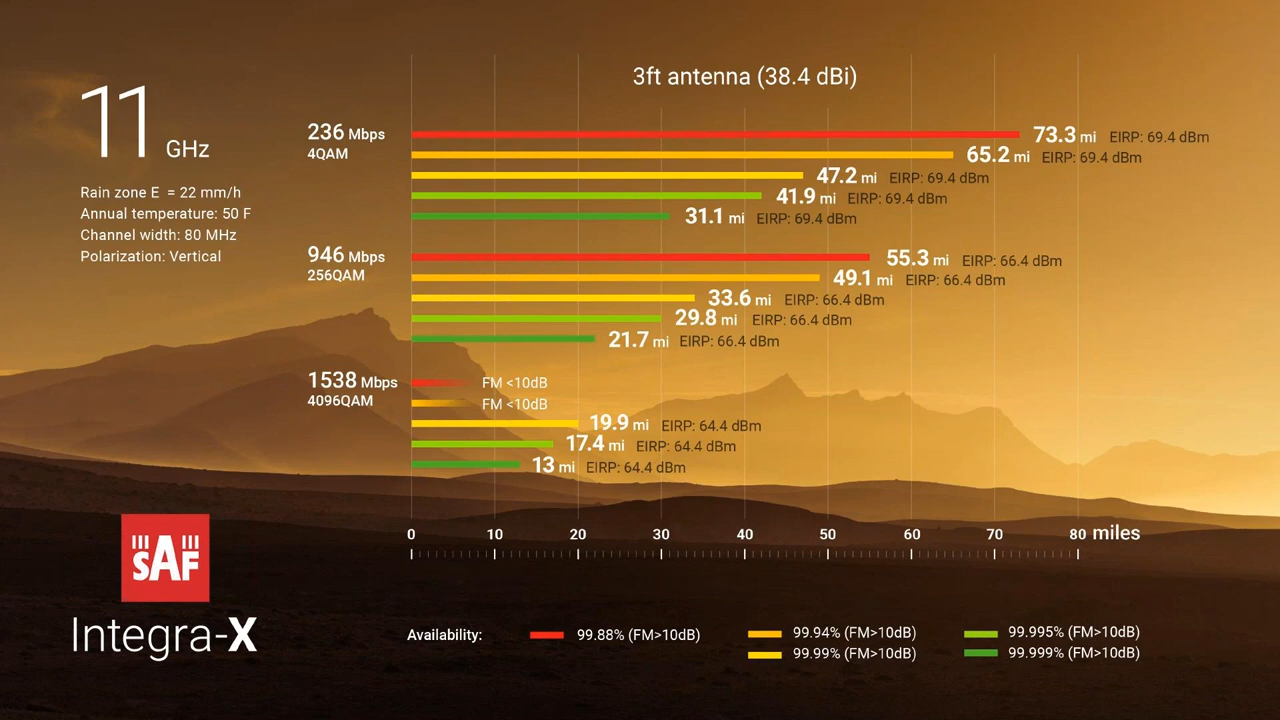 3ft antenna (38.4 dBi)
11 GHz
Rain zone E = 22 mm/h
Annual temperature: 50 F
Channel width: 80 MHz
Polarization: Vertical
236 Mbps
4QAM
73.3 mi EIRP: 69.4 dBm
65.2 mi EIRP: 69.4 dBm
47.2 mi EIRP: 69.4 dBm
41.9 mi EIRP: 69.4 dBm
31.1 mi EIRP: 69.4 dBm
946 Mbps
256QAM
55.3 mi EIRP: 66.4 dBm
49.1 mi EIRP: 66.4 dBm
33.6 mi EIRP: 66.4 dBm
29.8 mi EIRP: 66.4 dBm
21.7 mi EIRP: 66.4 dBm
1538 Mbps
4096QAM
FM <10dB
FM <10dB
19.9 mi EIRP: 64.4 dBm
17.4 mi EIRP: 64.4 dBm
13 mi EIRP: 64.4 dBm
0 10 20 30 40 50 60 70 80 miles
SAF
Integra-X
Availability: 99.88% (FM>10dB) 99.94% (FM>10dB) 99.995% (FM>10dB)
99.99% (FM>10dB) 99.999% (FM>10dB)